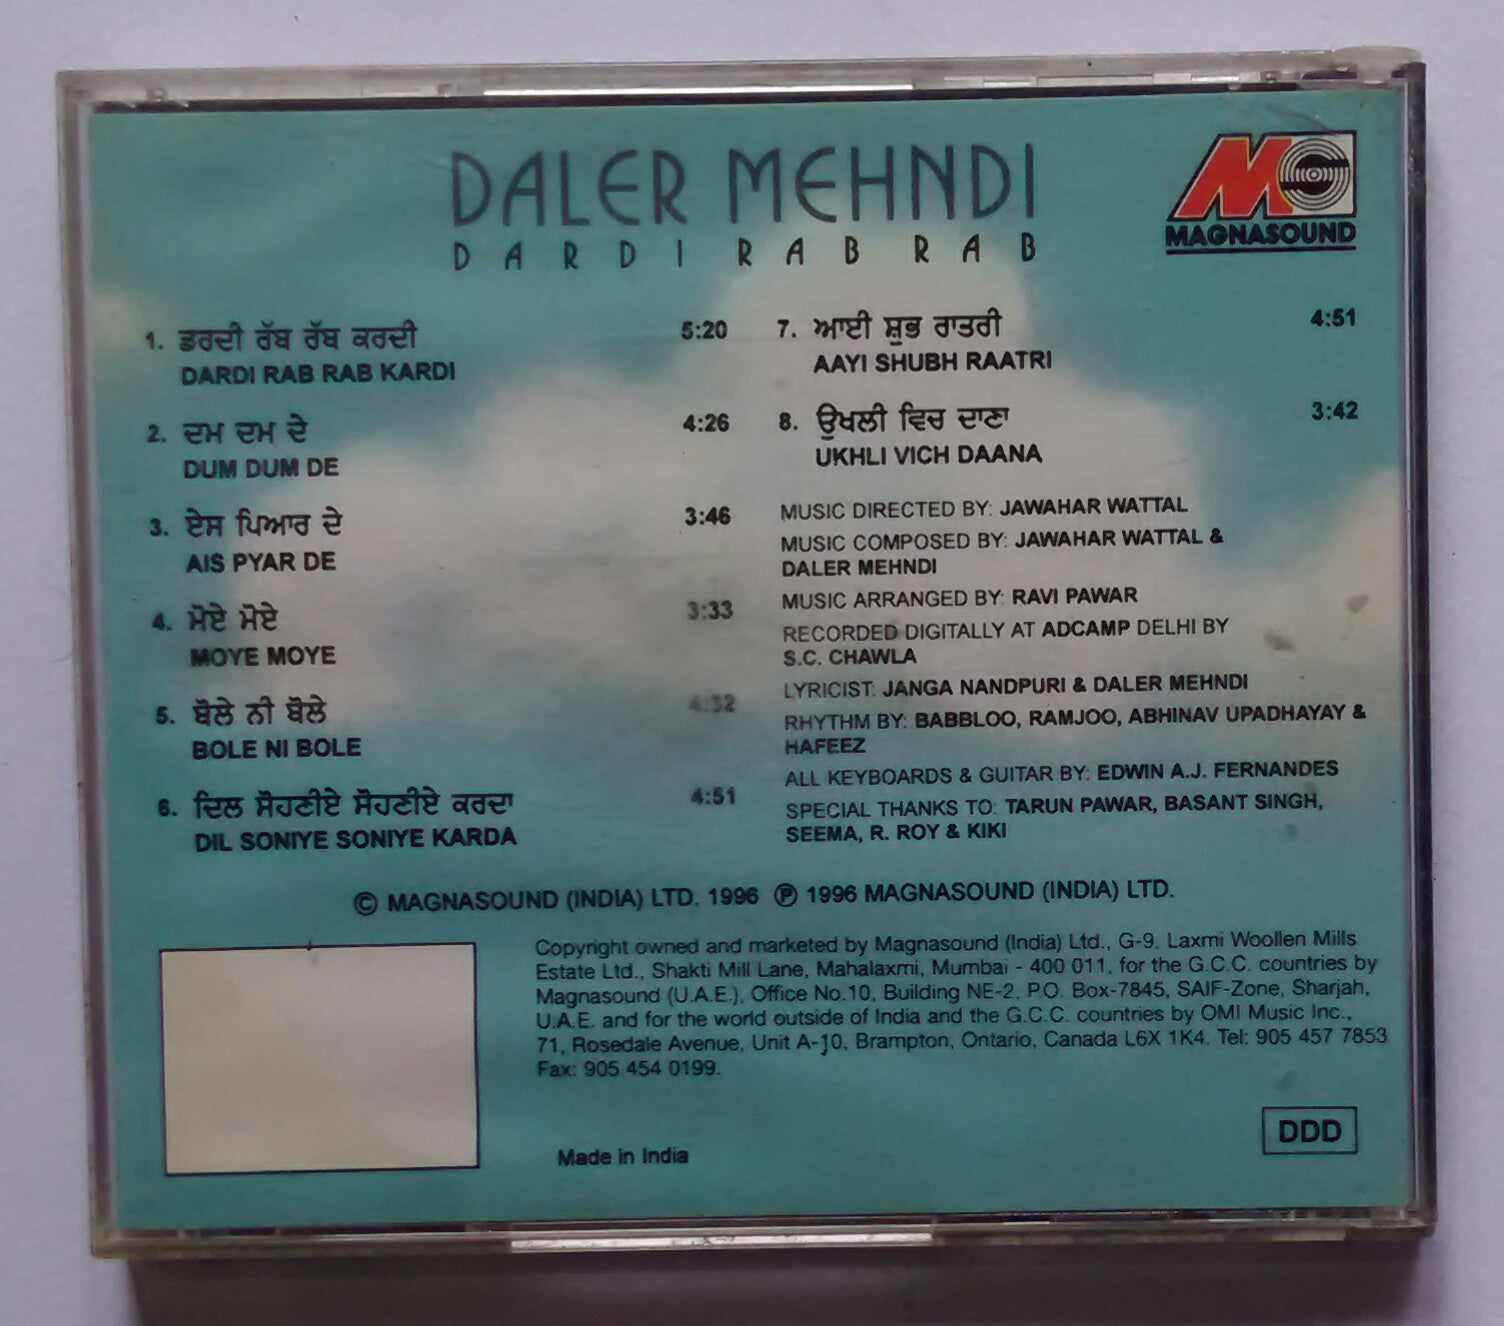 DALER MEHNDI
DARDI RAB RAB
MAGNASOUND
1. ਡਰਦੀ ਰੱਬ ਰੱਬ ਕਰਦੀ 5:20
DARDI RAB RAB KARDI
2. ਦਮ ਦਮ ਦੇ 4:26
DUM DUM DE
3. ਏਸ ਪਿਆਰ ਦੇ 3:46
AIS PYAR DE
4. ਮੋਏ ਮੋਏ 3:33
MOYE MOYE
5. ਬੋਲੇ ਨੀ ਬੋਲੇ 4:32
BOLE NI BOLE
6. ਦਿਲ ਸੋਹਣੀਏ ਸੋਹਣੀਏ ਕਰਦਾ 4:51
DIL SONIYE SONIYE KARDA
7. ਆਈ ਸ਼ੁਭ ਰਾਤਰੀ 4:51
AAYI SHUBH RAATRI
8. ਉਖਲੀ ਵਿਚ ਦਾਣਾ 3:42
UKHLI VICH DAANA
MUSIC DIRECTED BY: JAWAHAR WATTAL
MUSIC COMPOSED BY: JAWAHAR WATTAL &
DALER MEHNDI
MUSIC ARRANGED BY: RAVI PAWAR
RECORDED DIGITALLY AT ADCAMP DELHI BY
S.C. CHAWLA
LYRICIST: JANGA NANDPURI & DALER MEHNDI
RHYTHM BY: BABBLOO, RAMJOO, ABHINAV UPADHAYAY &
HAFEEZ
ALL KEYBOARDS & GUITAR BY: EDWIN A.J. FERNANDES
SPECIAL THANKS TO: TARUN PAWAR, BASANT SINGH,
SEEMA, R. ROY & KIKI
© MAGNASOUND (INDIA) LTD. 1996 ℗ 1996 MAGNASOUND (INDIA) LTD.
Copyright owned and marketed by Magnasound (India) Ltd., G-9. Laxmi Woollen Mills
Estate Ltd., Shakti Mill Lane, Mahalaxmi, Mumbai - 400 011, for the G.C.C. countries by
Magnasound (U.A.E.), Office No.10, Building NE-2, P.O. Box-7845, SAIF-Zone, Sharjah,
U.A.E. and for the world outside of India and the G.C.C. countries by OMI Music Inc.,
71, Rosedale Avenue, Unit A-10, Brampton, Ontario, Canada L6X 1K4. Tel: 905 457 7853
Fax: 905 454 0199.
DDD
Made in India